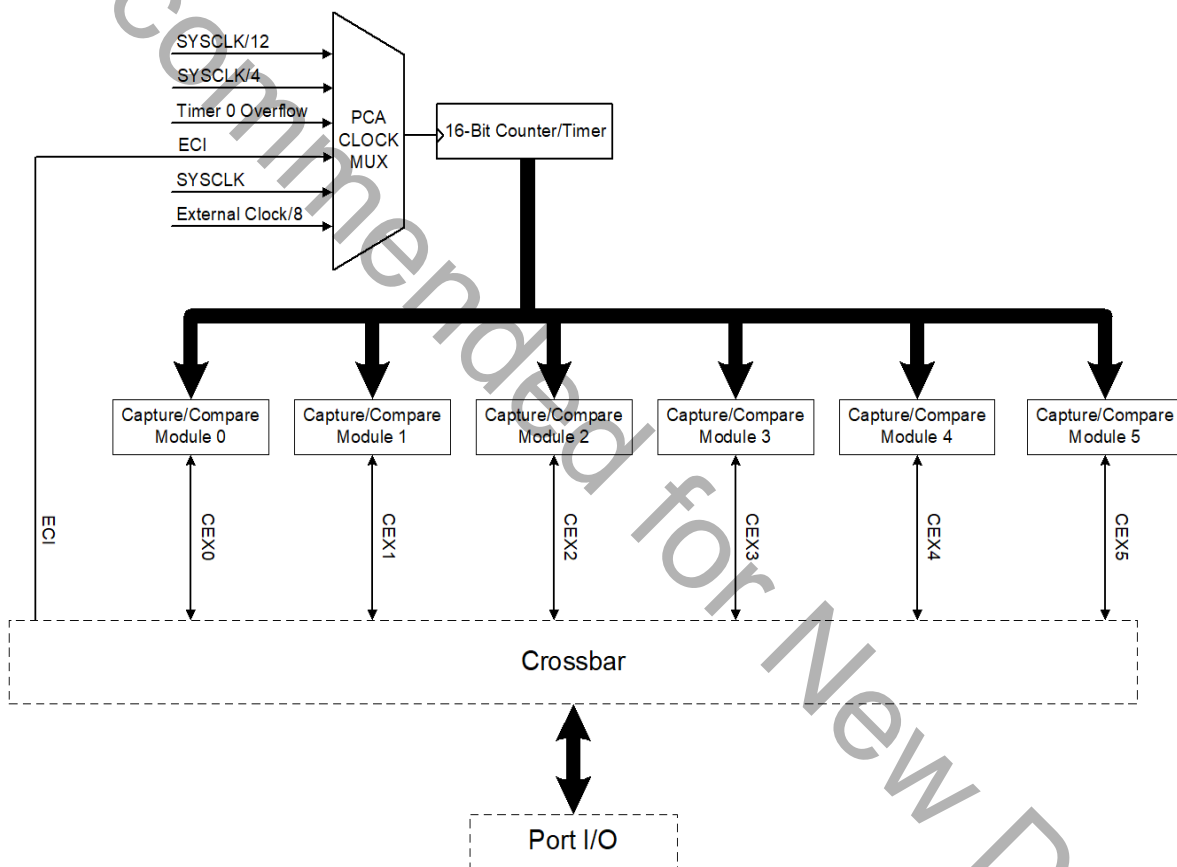 SYSCLK/12
SYSCLK/4
Timer 0 Overflow
ECI
SYSCLK
External Clock/8
PCA
CLOCK
MUX
16-Bit Counter/Timer
Capture/Compare
Module 0
Capture/Compare
Module 1
Capture/Compare
Module 2
Capture/Compare
Module 3
Capture/Compare
Module 4
Capture/Compare
Module 5
ECI
CEX0
CEX1
CEX2
CEX3
CEX4
CEX5
Crossbar
Port I/O
commended for New D